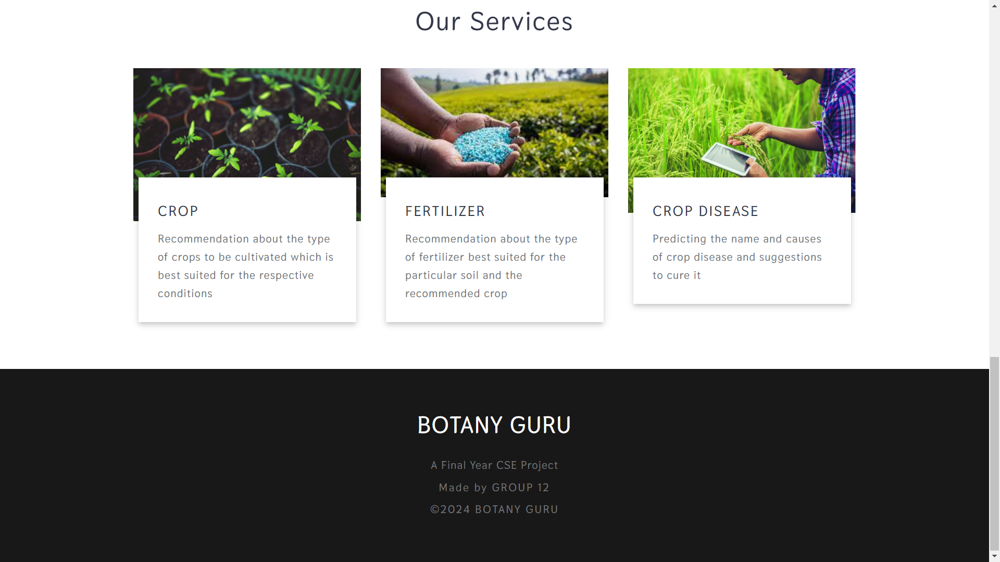 Our Services
CROP
Recommendation about the type
of crops to be cultivated which is
best suited for the respective
conditions
FERTILIZER
Recommendation about the type
of fertilizer best suited for the
particular soil and the
recommended crop
CROP DISEASE
Predicting the name and causes
of crop disease and suggestions
to cure it
BOTANY GURU
A Final Year CSE Project
Made by GROUP 12
©2024 BOTANY GURU